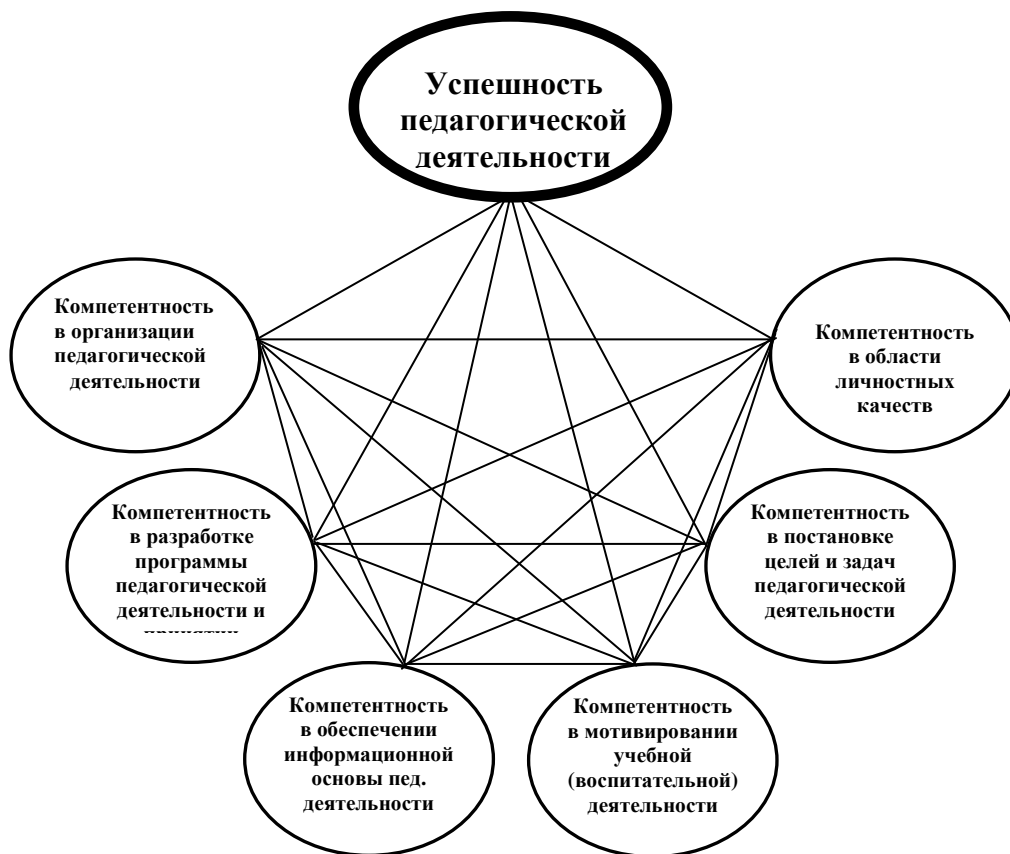 Успешность
педагогической
деятельности
Компетентность
в организации
педагогической
деятельности
Компетентность
в области
личностных
качеств
Компетентность
в разработке
программы
педагогической
деятельности и
Компетентность
в постановке
целей и задач
педагогической
деятельности
Компетентность
в обеспечении
информационной
основы пед.
деятельности
Компетентность
в мотивировании
учебной
(воспитательной)
деятельности